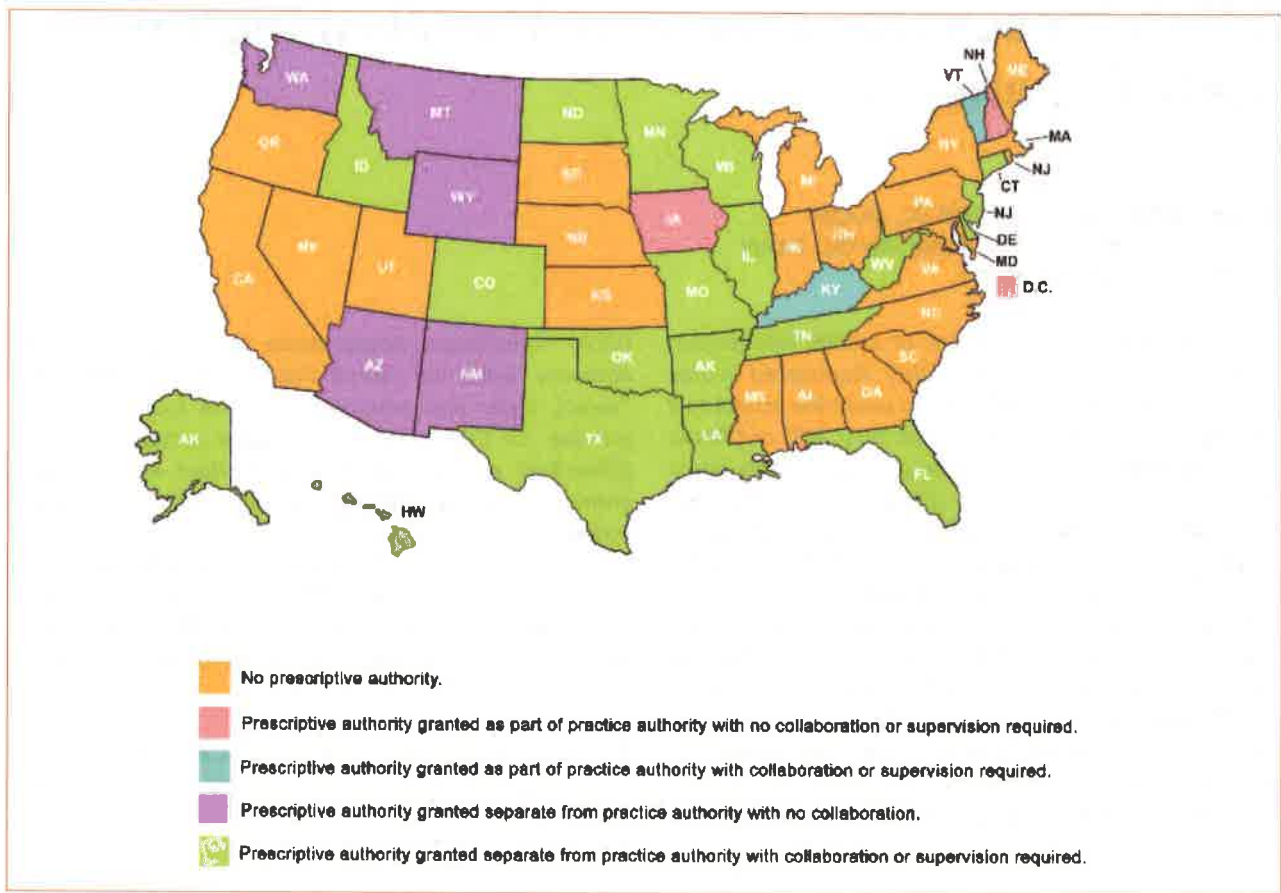 NH
VT
ME
WA
MT
ND
MN
OR
ID
WI
NY
MA
SD
MI
NJ
WY
CT
IA
PA
NJ
NB
DE
NV
IN
OH
MD
UT
IL
WV
VA
CA
CO
D.C.
KS
MO
KY
NC
TN
OK
AZ
NM
AK
SC
MS
AL
GA
TX
LA
AK
FL
HW
No prescriptive authority.
Prescriptive authority granted as part of practice authority with no collaboration or supervision required.
Prescriptive authority granted as part of practice authority with collaboration or supervision required.
Prescriptive authority granted separate from practice authority with no collaboration.
Prescriptive authority granted separate from practice authority with collaboration or supervision required.